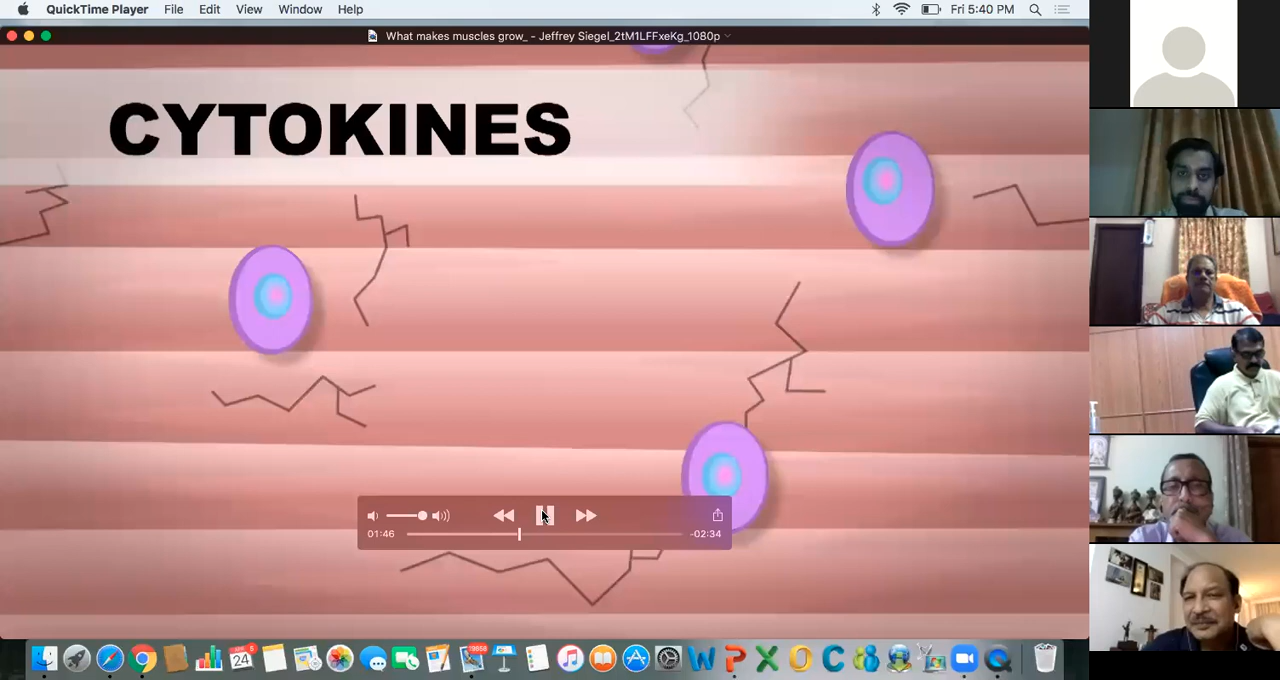 QuickTime Player File Edit View Window Help Fri 5:40 PM
What makes muscles grow_ - Jeffrey Siegel_2tM1LFFxeKg_1080p
CYTOKINES
01:46 -02:34
24